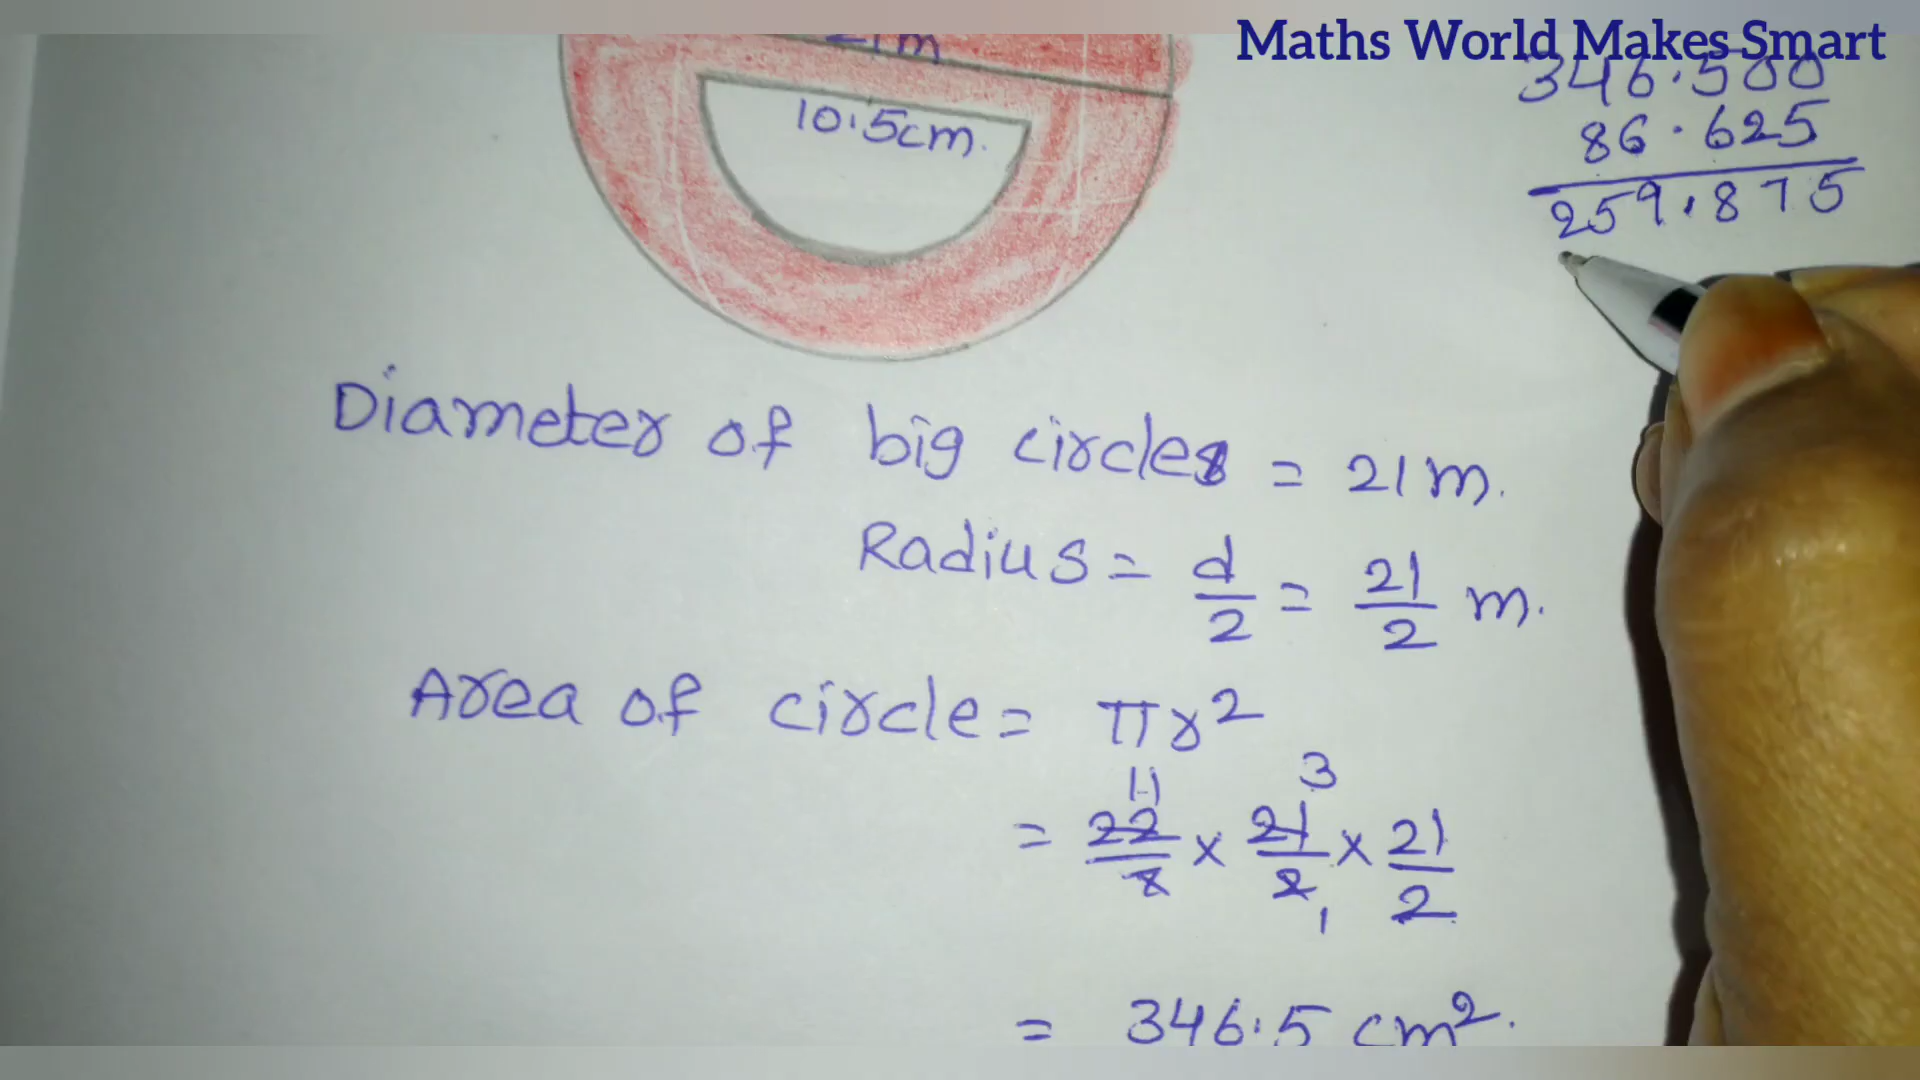 Maths World Makes Smart
21m
10.5cm.
346.500
86.625
259.875
Diameter of big circles = 21m.
Radius = d/2 = 21/2 m.
Area of circle = πr²
11 3
= 22/7 × 21/2 × 21/2
1
= 346.5 cm².